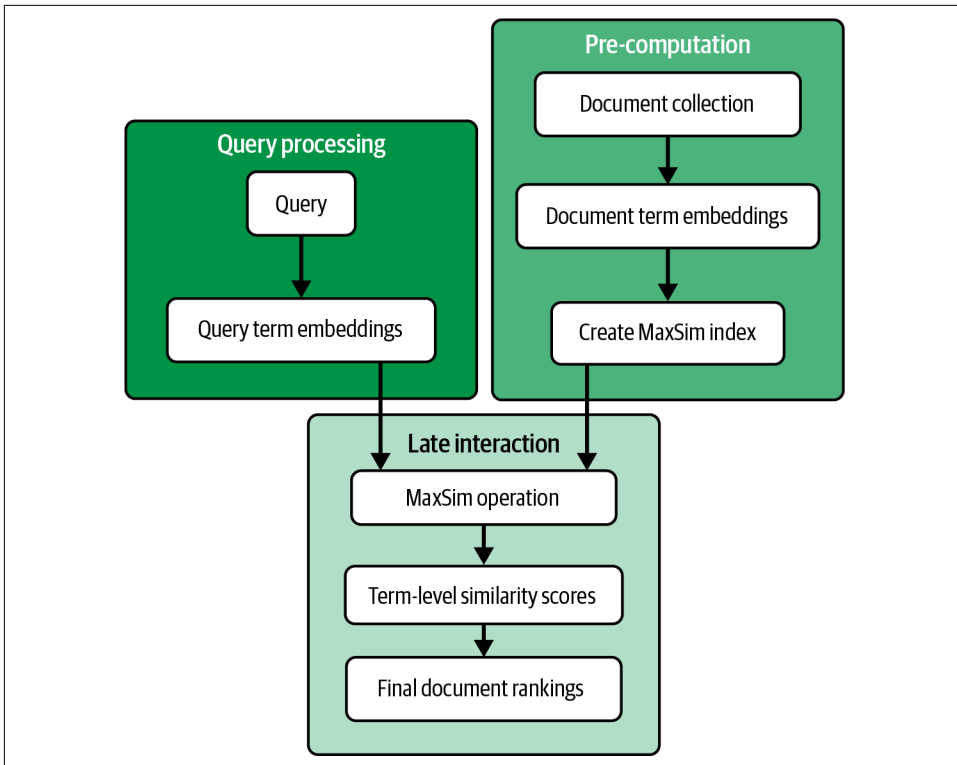 Pre-computation
Document collection
Document term embeddings
Create MaxSim index
Query processing
Query
Query term embeddings
Late interaction
MaxSim operation
Term-level similarity scores
Final document rankings